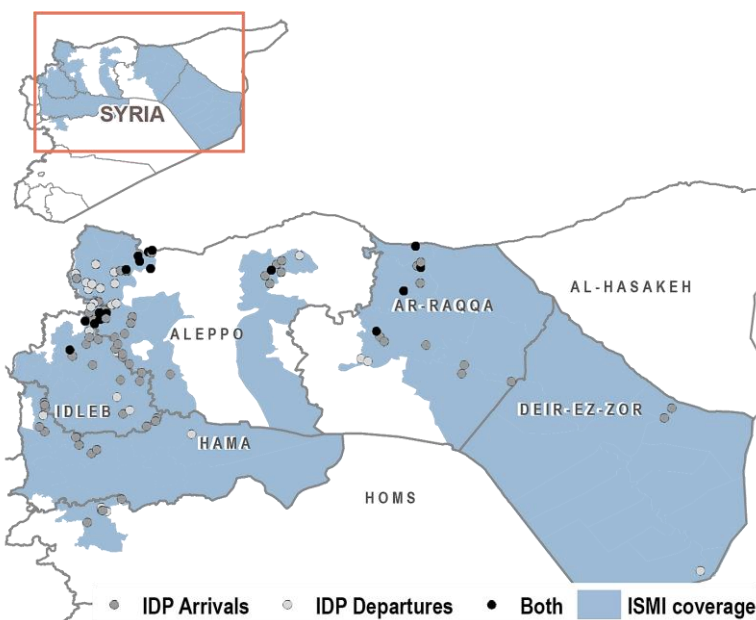 SYRIA
AL-HASAKEH
AR-RAQQA
ALEPPO
IDLEB
DEIR-EZ-ZOR
HAMA
HOMS
IDP Arrivals IDP Departures Both ISMI coverage